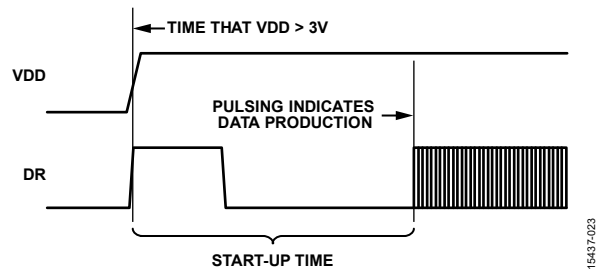 TIME THAT VDD > 3V
VDD
PULSING INDICATES
DATA PRODUCTION
DR
START-UP TIME
15437-023